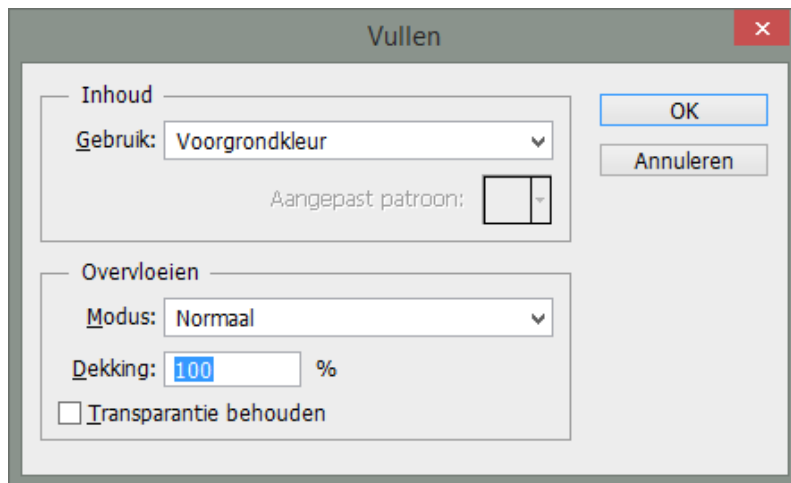 Vullen
Inhoud
Gebruik: Voorgrondkleur
Aangepast patroon:
Overvloeien
Modus: Normaal
Dekking: 100 %
Transparantie behouden
OK
Annuleren